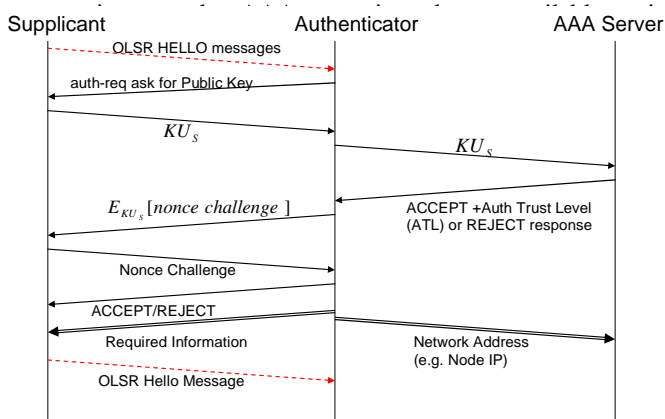 Supplicant Authenticator AAA Server
OLSR HELLO messages
auth-req ask for Public Key
KU_S
KU_S
E_{KU_S}[nonce challenge ]
ACCEPT +Auth Trust Level
(ATL) or REJECT response
Nonce Challenge
ACCEPT/REJECT
Required Information
Network Address
(e.g. Node IP)
OLSR Hello Message